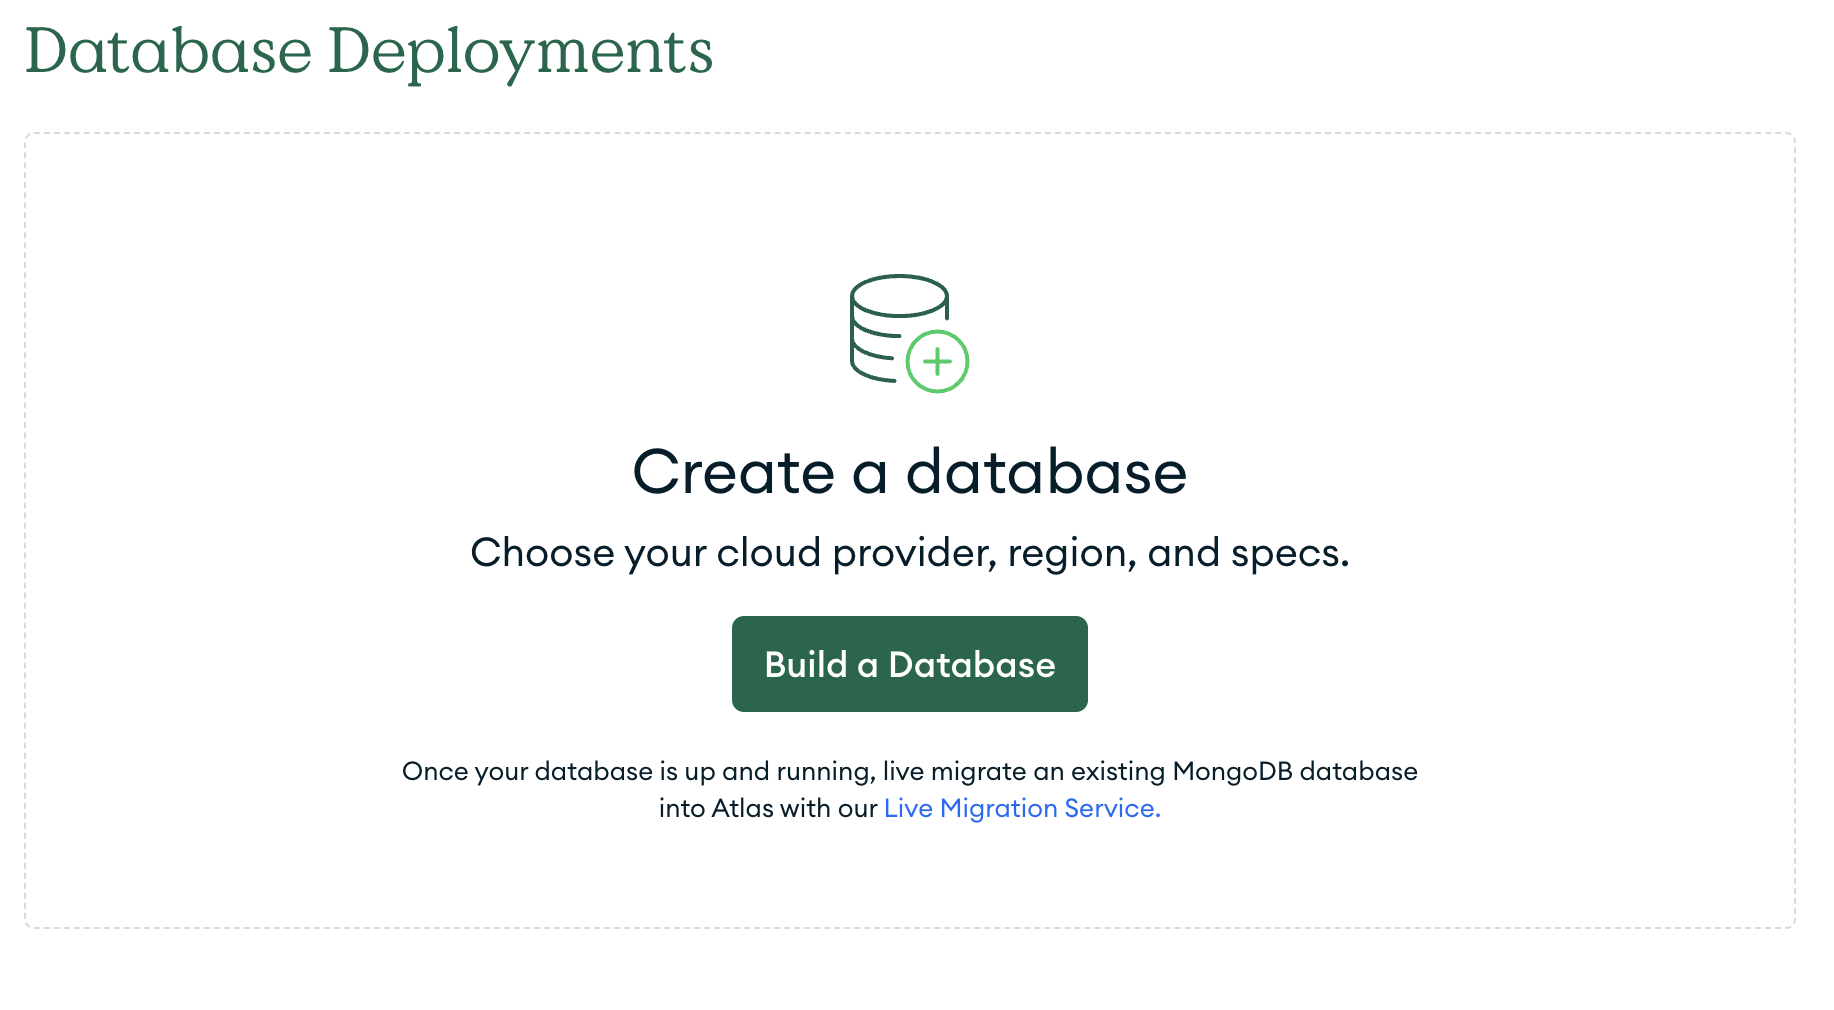 Database Deployments
Create a database
Choose your cloud provider, region, and specs.
Build a Database
Once your database is up and running, live migrate an existing MongoDB database
into Atlas with our Live Migration Service.